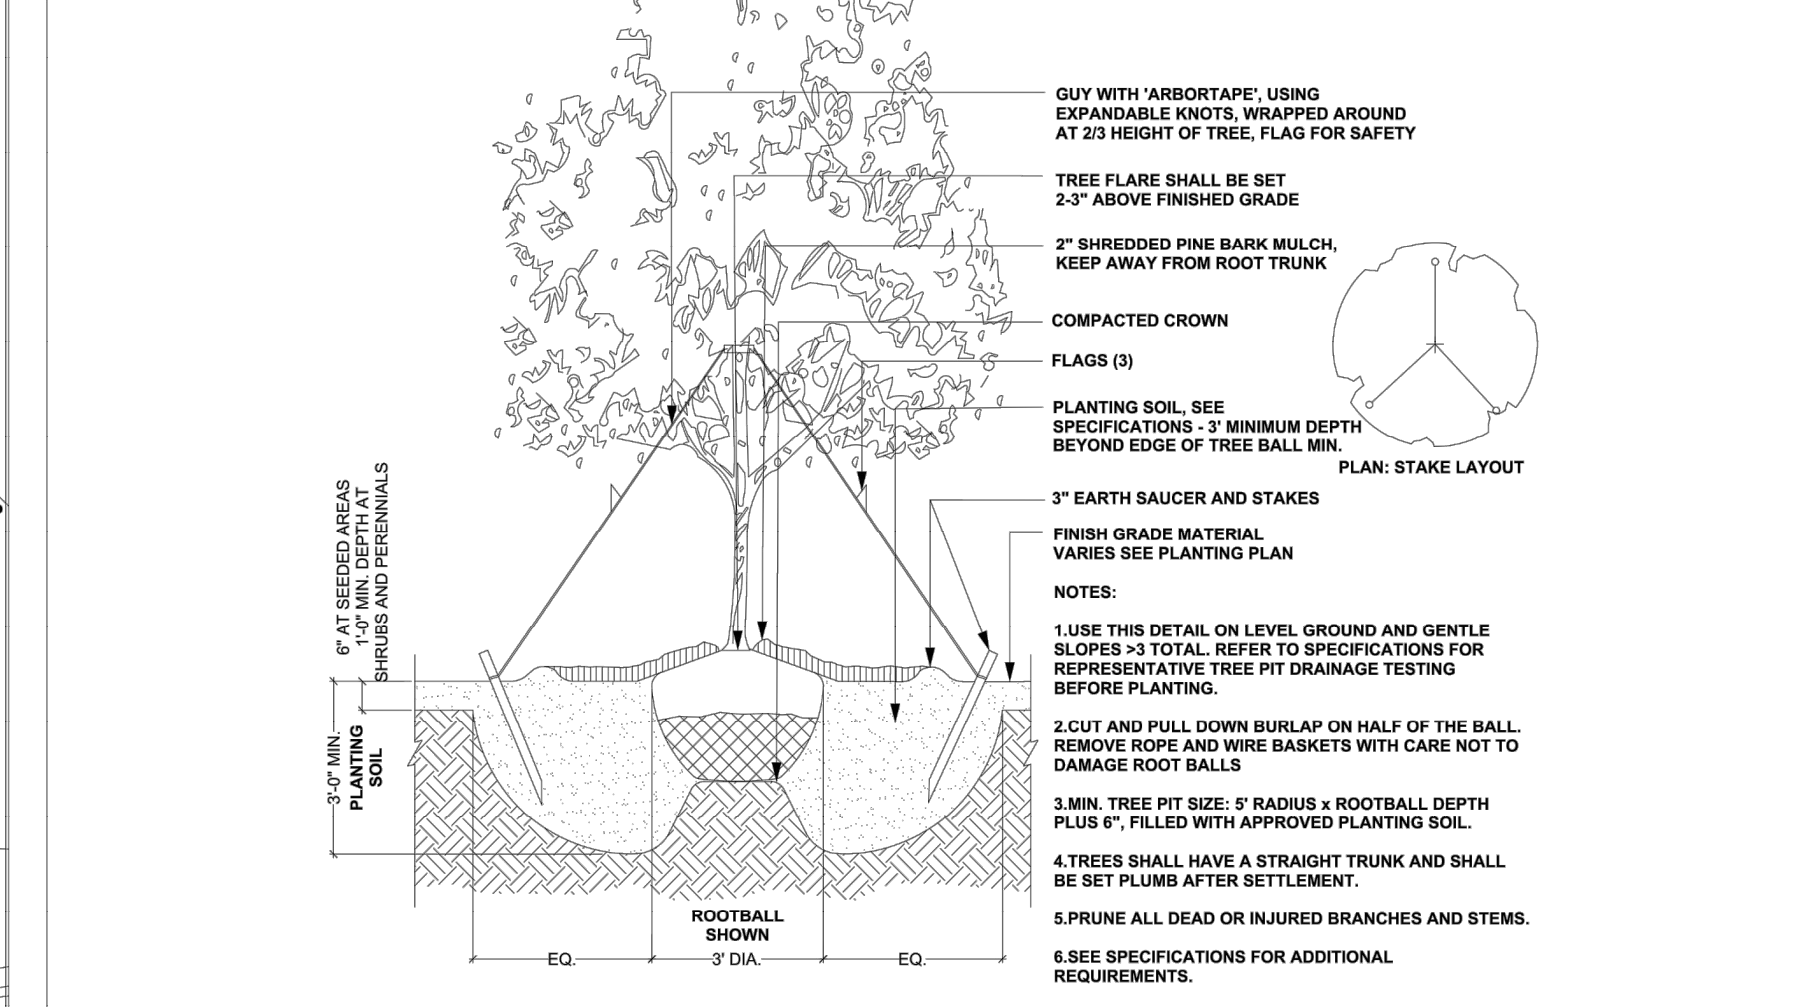 GUY WITH 'ARBORTAPE', USING
EXPANDABLE KNOTS, WRAPPED AROUND
AT 2/3 HEIGHT OF TREE, FLAG FOR SAFETY
TREE FLARE SHALL BE SET
2-3" ABOVE FINISHED GRADE
2" SHREDDED PINE BARK MULCH,
KEEP AWAY FROM ROOT TRUNK
COMPACTED CROWN
FLAGS (3)
PLANTING SOIL, SEE
SPECIFICATIONS - 3' MINIMUM DEPTH
BEYOND EDGE OF TREE BALL MIN.
PLAN: STAKE LAYOUT
3" EARTH SAUCER AND STAKES
FINISH GRADE MATERIAL
VARIES SEE PLANTING PLAN
NOTES:
1.USE THIS DETAIL ON LEVEL GROUND AND GENTLE
SLOPES >3 TOTAL. REFER TO SPECIFICATIONS FOR
REPRESENTATIVE TREE PIT DRAINAGE TESTING
BEFORE PLANTING.
2.CUT AND PULL DOWN BURLAP ON HALF OF THE BALL.
REMOVE ROPE AND WIRE BASKETS WITH CARE NOT TO
DAMAGE ROOT BALLS
3.MIN. TREE PIT SIZE: 5' RADIUS x ROOTBALL DEPTH
PLUS 6", FILLED WITH APPROVED PLANTING SOIL.
4.TREES SHALL HAVE A STRAIGHT TRUNK AND SHALL
BE SET PLUMB AFTER SETTLEMENT.
5.PRUNE ALL DEAD OR INJURED BRANCHES AND STEMS.
6.SEE SPECIFICATIONS FOR ADDITIONAL
REQUIREMENTS.
6" AT SEEDED AREAS
1'-0" MIN. DEPTH AT
SHRUBS AND PERENNIALS
3'-0" MIN.
PLANTING
SOIL
ROOTBALL
SHOWN
EQ.
3' DIA.
EQ.